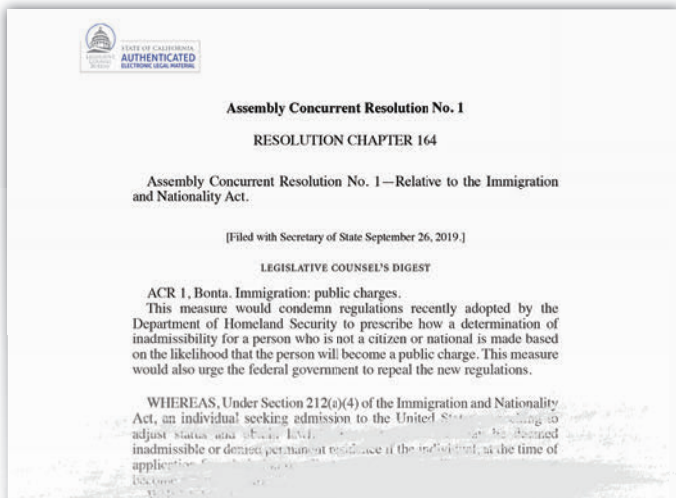 STATE OF CALIFORNIA
AUTHENTICATED
ELECTRONIC LEGAL MATERIAL
Assembly Concurrent Resolution No. 1
RESOLUTION CHAPTER 164
Assembly Concurrent Resolution No. 1—Relative to the Immigration
and Nationality Act.
[Filed with Secretary of State September 26, 2019.]
LEGISLATIVE COUNSEL'S DIGEST
ACR 1, Bonta. Immigration: public charges.
This measure would condemn regulations recently adopted by the
Department of Homeland Security to prescribe how a determination of
inadmissibility for a person who is not a citizen or national is made based
on the likelihood that the person will become a public charge. This measure
would also urge the federal government to repeal the new regulations.
WHEREAS, Under Section 212(a)(4) of the Immigration and Nationality
Act, an individual seeking admission to the United
adjust status and
inadmissible or denied permanent residence if the individual, at the time of